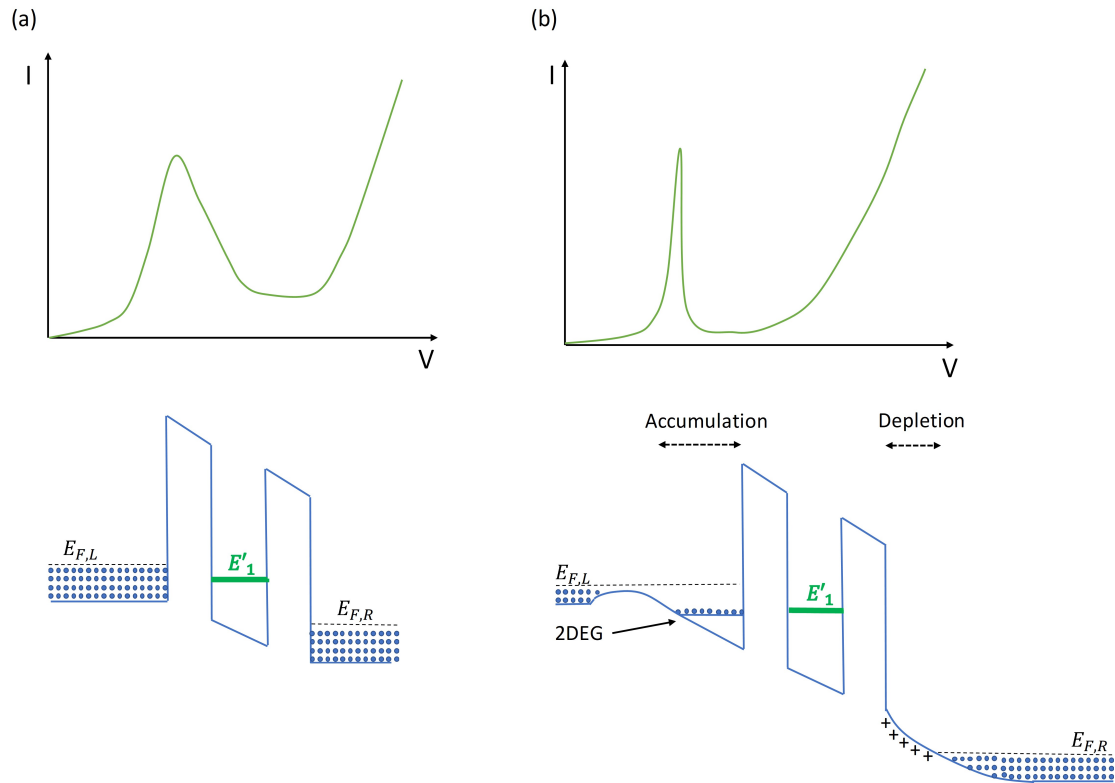 (a)
I
V
E_{F,L}
E'_1
E_{F,R}
(b)
I
V
Accumulation
Depletion
E_{F,L}
2DEG
E'_1
+ + + + +
E_{F,R}